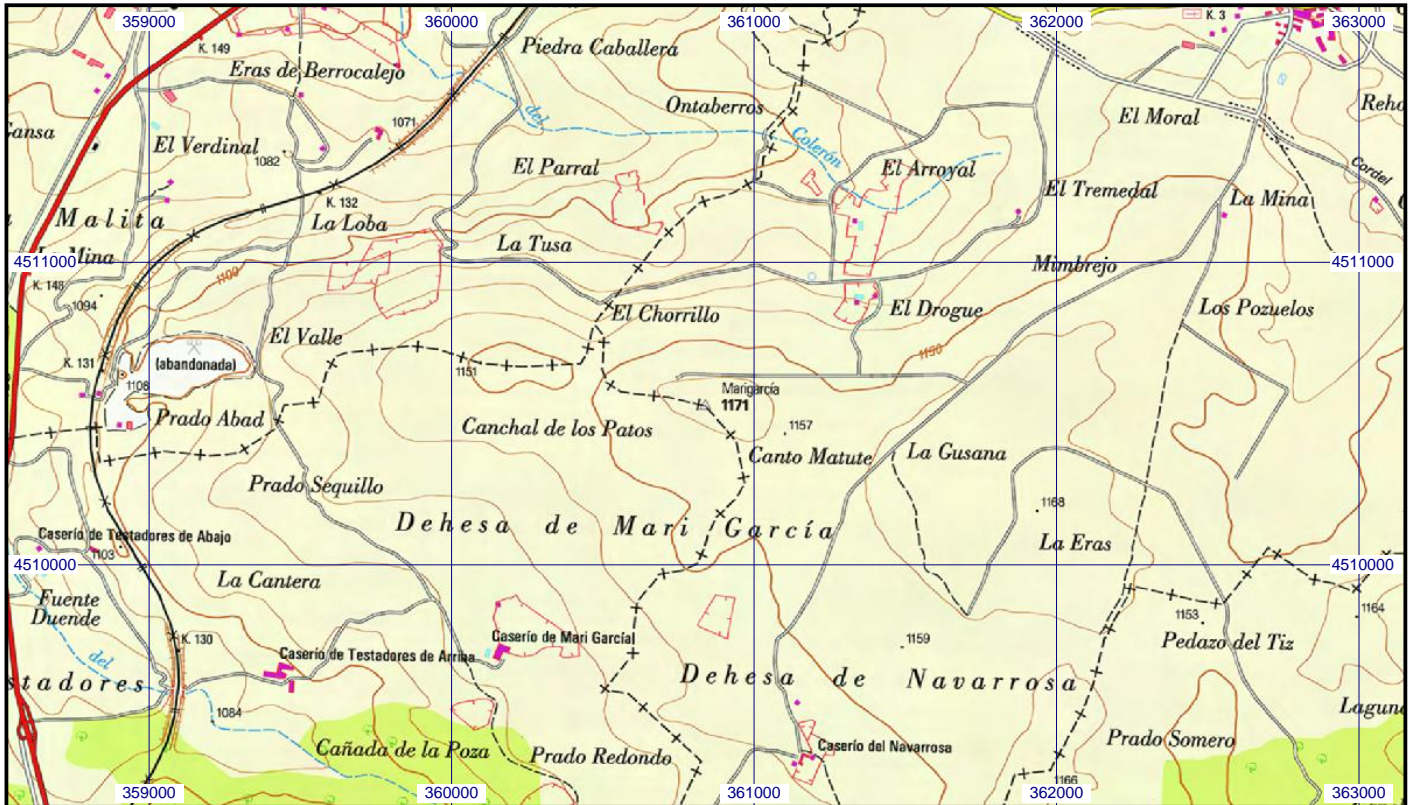 359000
360000
361000
362000
363000
K. 3
K. 149
Piedra Caballera
Eras de Berrocalejo
Ontaberros
del
El Moral
1071
Colerón
El Verdinal
1082
El Parral
El Arroyal
Cordel
K. 132
El Tremedal
La Mina
Malita
La Loba
La Tusa
4511000
Mina
Mimbrejo
4511000
1100
K. 148
1094
El Chorrillo
El Drogue
Los Pozuelos
El Valle
K. 131
(abandonada)
1151
1150
1108
Marigarcía
1171
Prado Abad
Canchal de los Patos
1157
Canto Matute
La Gusana
Prado Sequillo
1168
Dehesa de Mari García
Caserío de Testadores de Abajo
1103
La Eras
4510000
4510000
La Cantera
Fuente
Duende
1153
1164
K. 130
Caserío de Mari Garcíal
1159
Pedazo del Tiz
Caserío de Testadores de Arriba
del
stadores
Dehesa de Navarrosa
1084
Lagun
Cañada de la Poza
Prado Redondo
Caserío del Navarrosa
Prado Somero
1166
359000
360000
361000
362000
363000